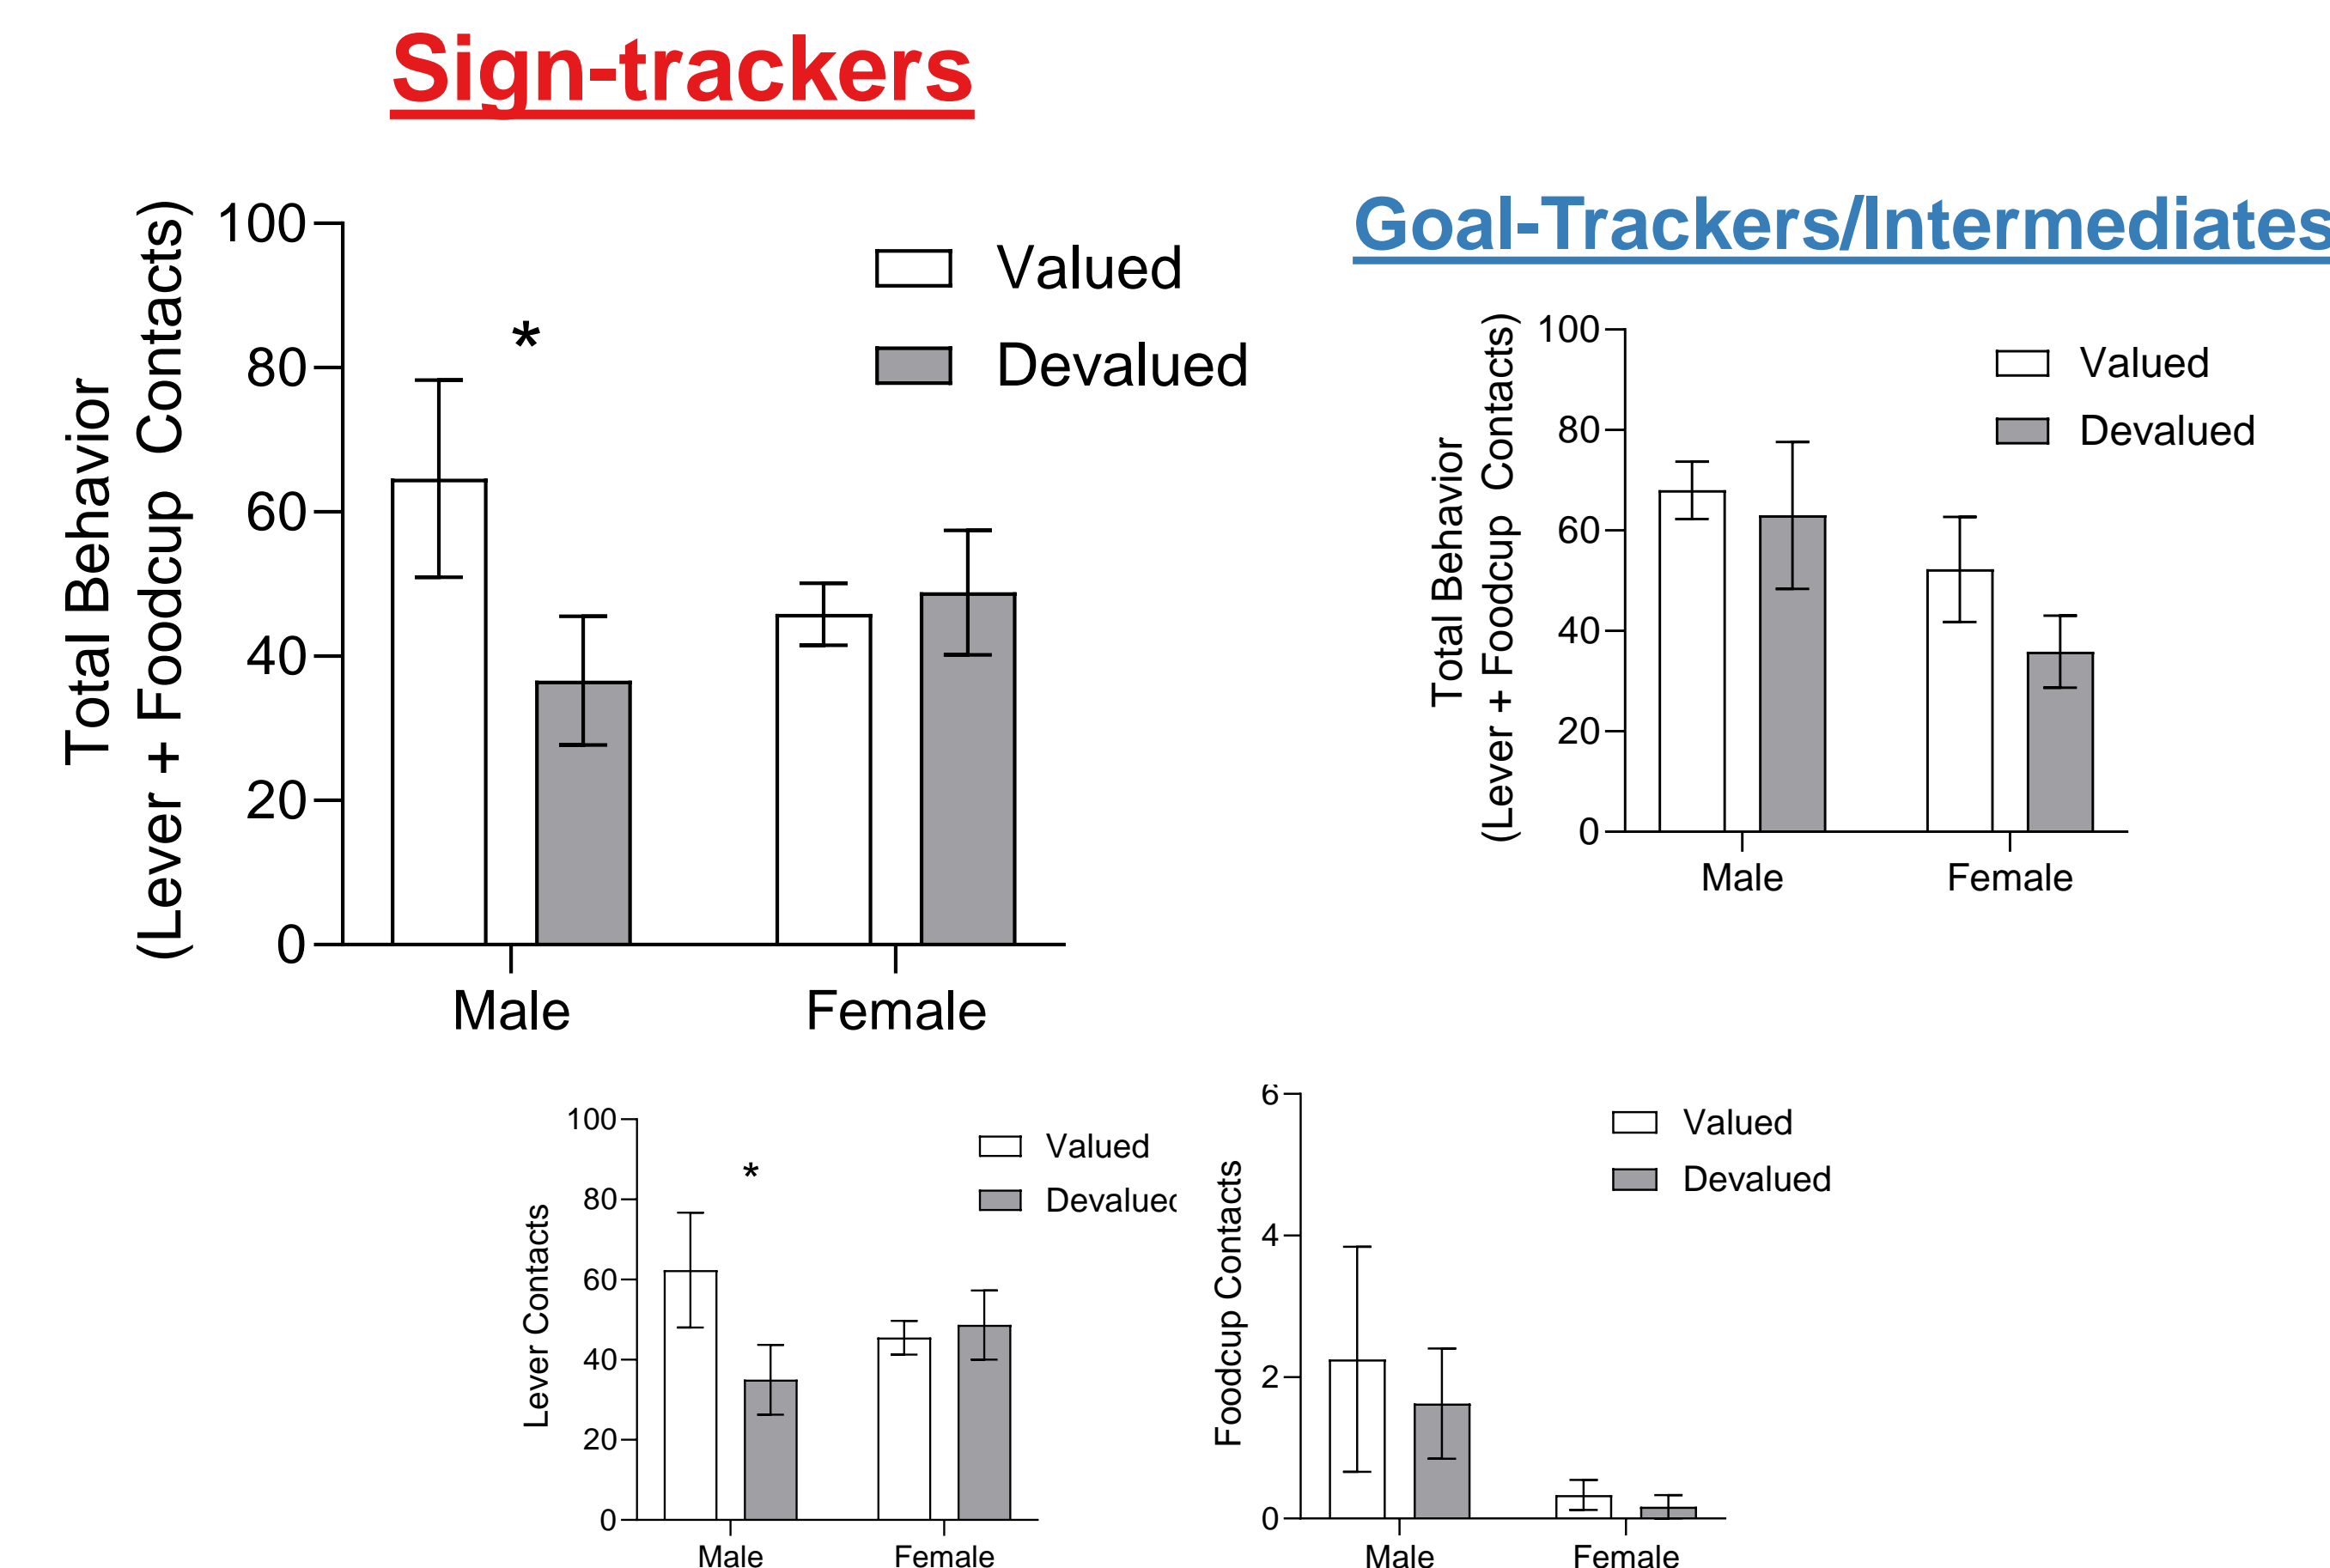 Sign-trackers
Total Behavior
(Lever + Foodcup Contacts)
100
80
60
40
20
0
*
Valued
Devalued
Male
Female
Goal-Trackers/Intermediates
Total Behavior
(Lever + Foodcup Contacts)
100
80
60
40
20
0
Valued
Devalued
Male
Female
Lever Contacts
100
80
60
40
20
0
*
Valued
Devalued
Male
Female
Foodcup Contacts
6
4
2
0
Valued
Devalued
Male
Female